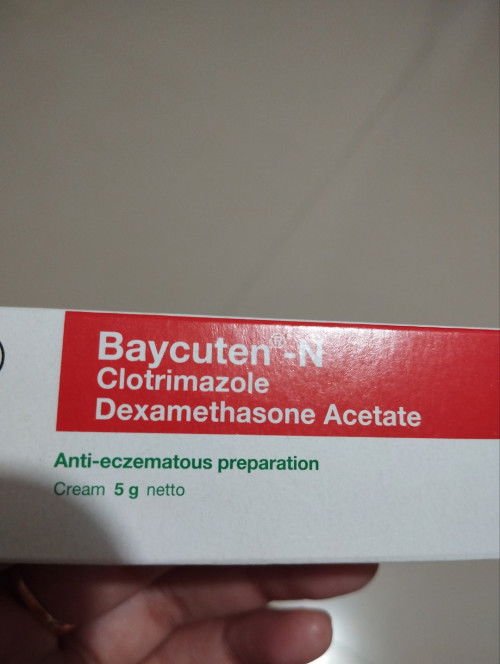 Baycuten® -N
Clotrimazole
Dexamethasone Acetate
Anti-eczematous preparation
Cream 5 g netto